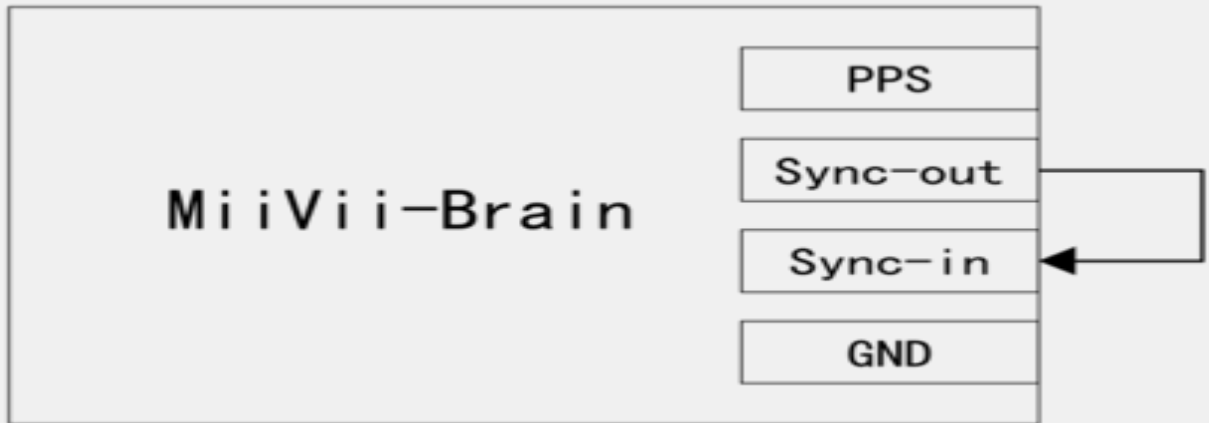 PPS
Sync-out
MiiVii-Brain
Sync-in
GND